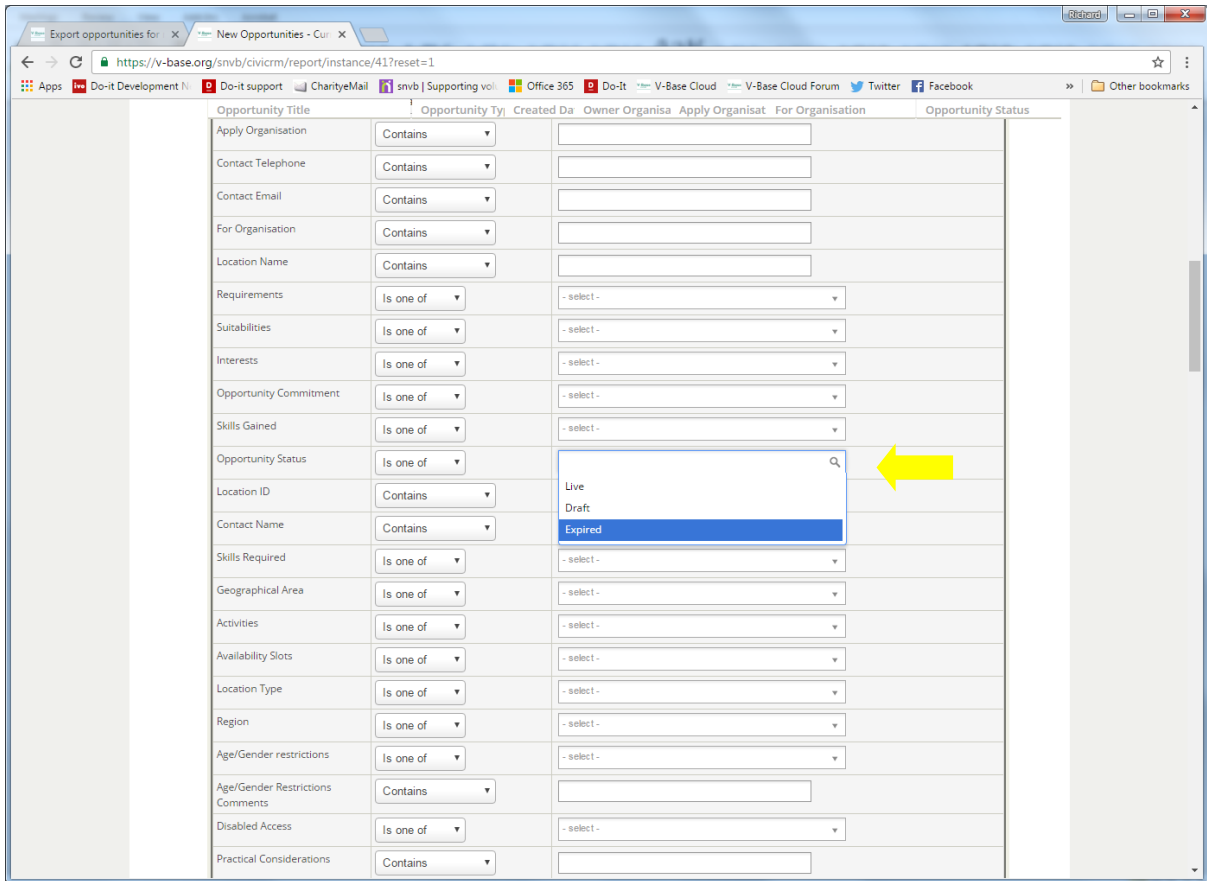 Richard
Export opportunities for
New Opportunities - Cur
https://v-base.org/snvb/civicrm/report/instance/41?reset=1
Apps Do-it Development N Do-it support CharityeMail snvb | Supporting volu Office 365 Do-It V-Base Cloud V-Base Cloud Forum Twitter Facebook » Other bookmarks
Opportunity Title Opportunity Ty Created Da Owner Organisa Apply Organisat For Organisation Opportunity Status
Apply Organisation Contains
Contact Telephone Contains
Contact Email Contains
For Organisation Contains
Location Name Contains
Requirements Is one of - select -
Suitabilities Is one of - select -
Interests Is one of - select -
Opportunity Commitment Is one of - select -
Skills Gained Is one of - select -
Opportunity Status Is one of
Live
Location ID Contains
Draft
Contact Name Contains
Expired
Skills Required Is one of - select -
Geographical Area Is one of - select -
Activities Is one of - select -
Availability Slots Is one of - select -
Location Type Is one of - select -
Region Is one of - select -
Age/Gender restrictions Is one of - select -
Age/Gender Restrictions
Comments Contains
Disabled Access Is one of - select -
Practical Considerations Contains